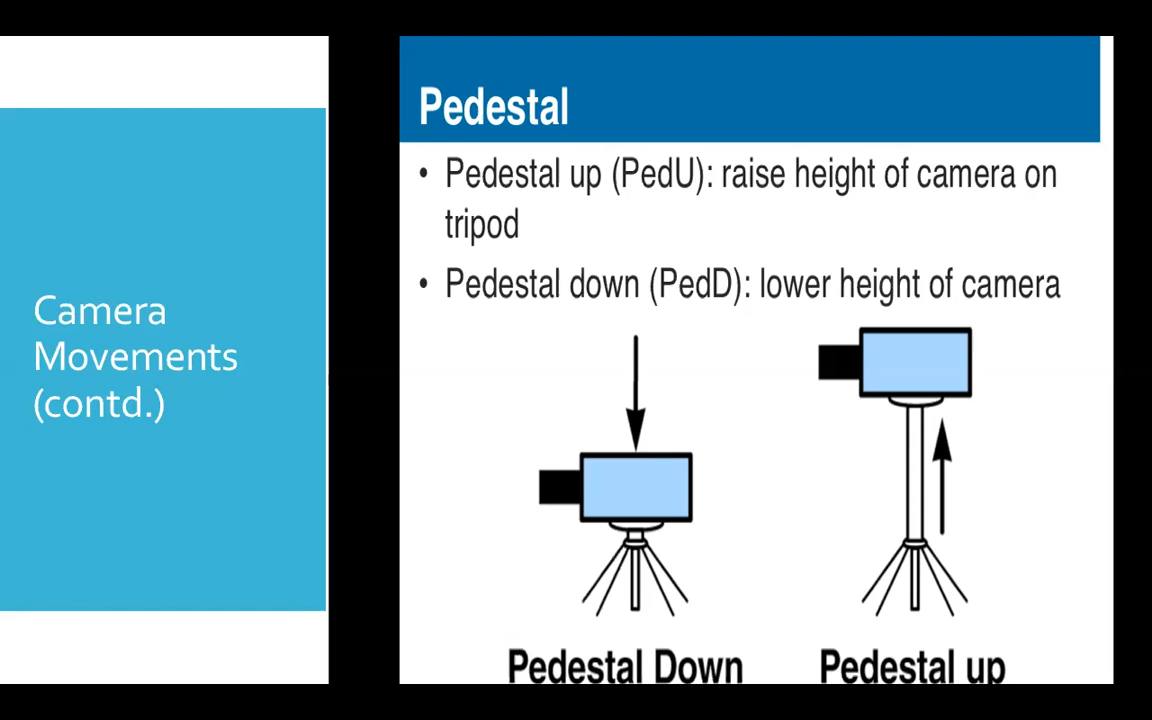 Camera
Movements
(contd.)
Pedestal
• Pedestal up (PedU): raise height of camera on
tripod
• Pedestal down (PedD): lower height of camera
Pedestal Down
Pedestal up